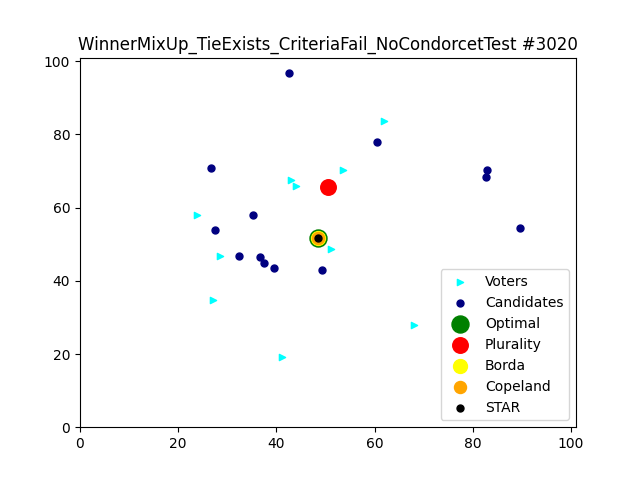 WinnerMixUp_TieExists_CriteriaFail_NoCondorcetTest #3020
100
80
60
40
20
0
0 20 40 60 80 100
Voters
Candidates
Optimal
Plurality
Borda
Copeland
STAR